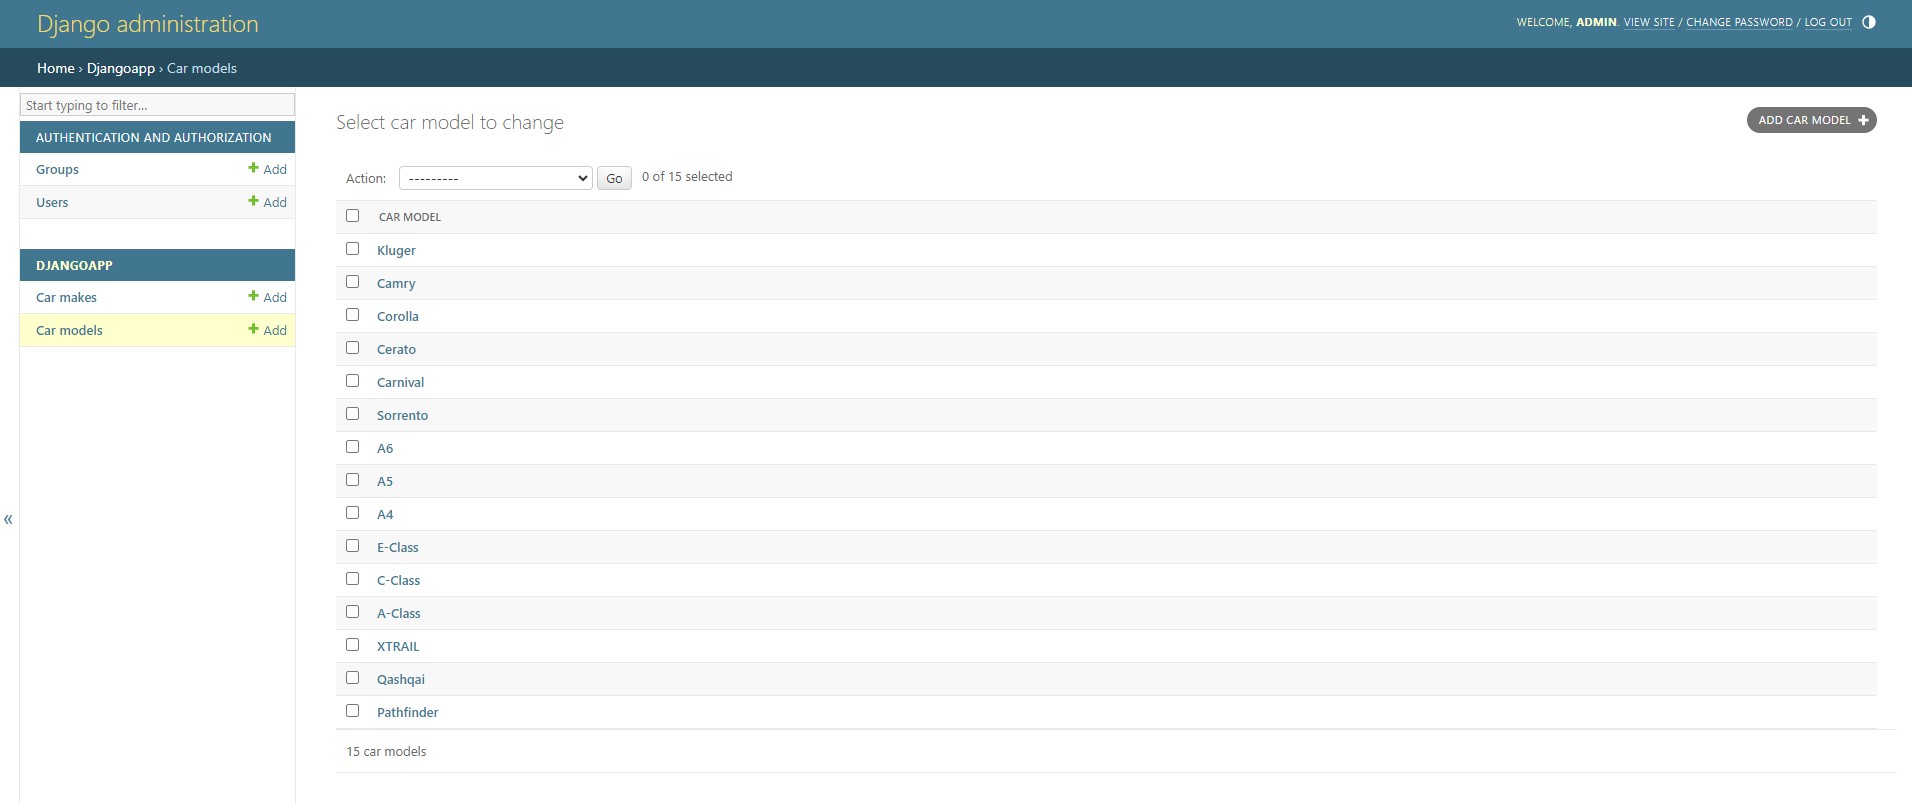 Django administration
WELCOME, ADMIN. VIEW SITE / CHANGE PASSWORD / LOG OUT
Home › Djangoapp › Car models
Start typing to filter...
AUTHENTICATION AND AUTHORIZATION
Groups
Add
Users
Add
DJANGOAPP
Car makes
Add
Car models
Add
«
Select car model to change
ADD CAR MODEL
Action: --------- Go 0 of 15 selected
CAR MODEL
Kluger
Camry
Corolla
Cerato
Carnival
Sorrento
A6
A5
A4
E-Class
C-Class
A-Class
XTRAIL
Qashqai
Pathfinder
15 car models